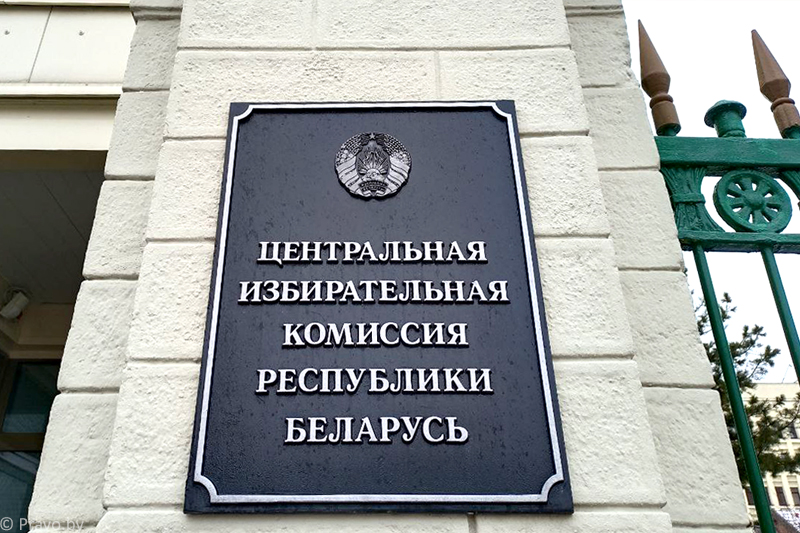 ЦЕНТРАЛЬНАЯ
ИЗБИРАТЕЛЬНАЯ
КОМИССИЯ
РЕСПУБЛИКИ
БЕЛАРУСЬ
© Pravo.by